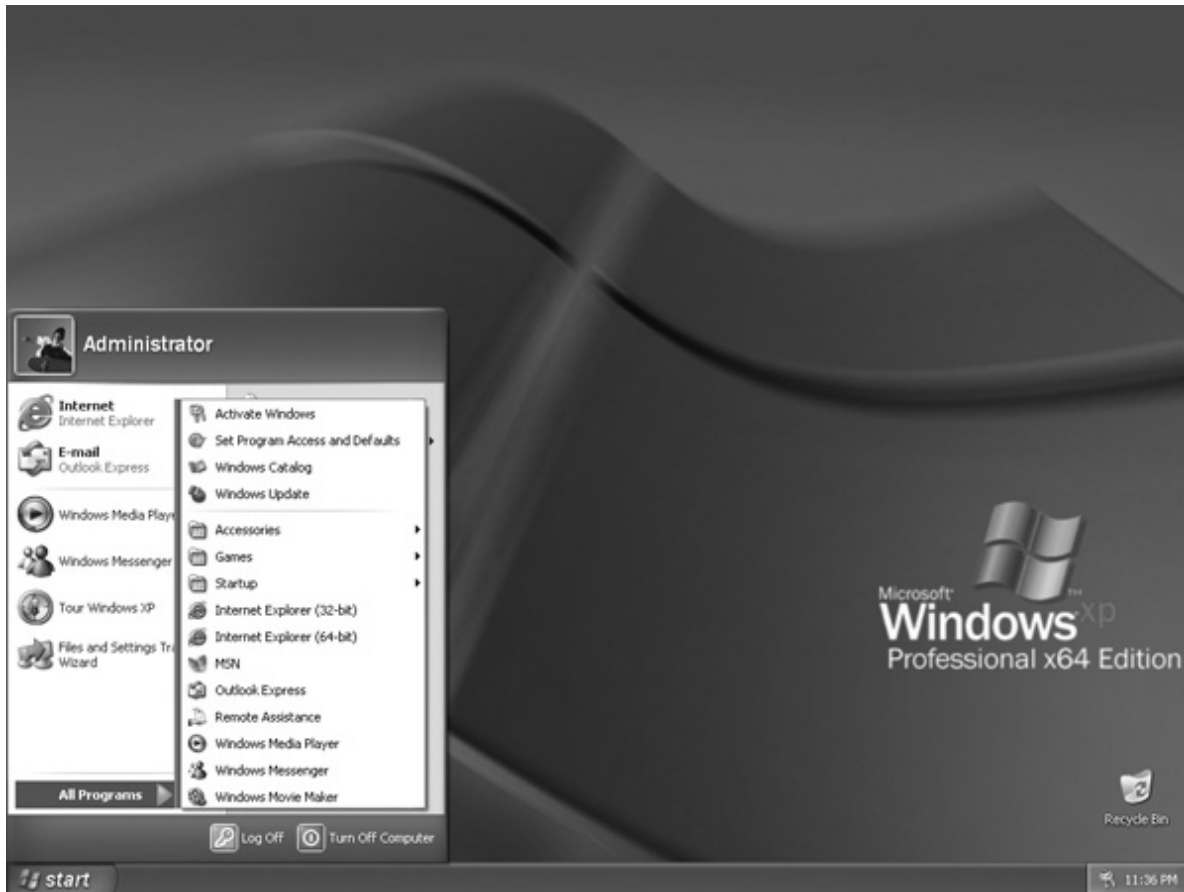 Administrator
Internet
Internet Explorer
E-mail
Outlook Express
Windows Media Playe
Windows Messenger
Tour Windows XP
Files and Settings Tra
Wizard
All Programs
Activate Windows
Set Program Access and Defaults
Windows Catalog
Windows Update
Accessories
Games
Startup
Internet Explorer (32-bit)
Internet Explorer (64-bit)
MSN
Outlook Express
Remote Assistance
Windows Media Player
Windows Messenger
Windows Movie Maker
Log Off Turn Off Computer
Microsoft
Windows xp ™
Professional x64 Edition
Recycle Bin
start
11:36 PM